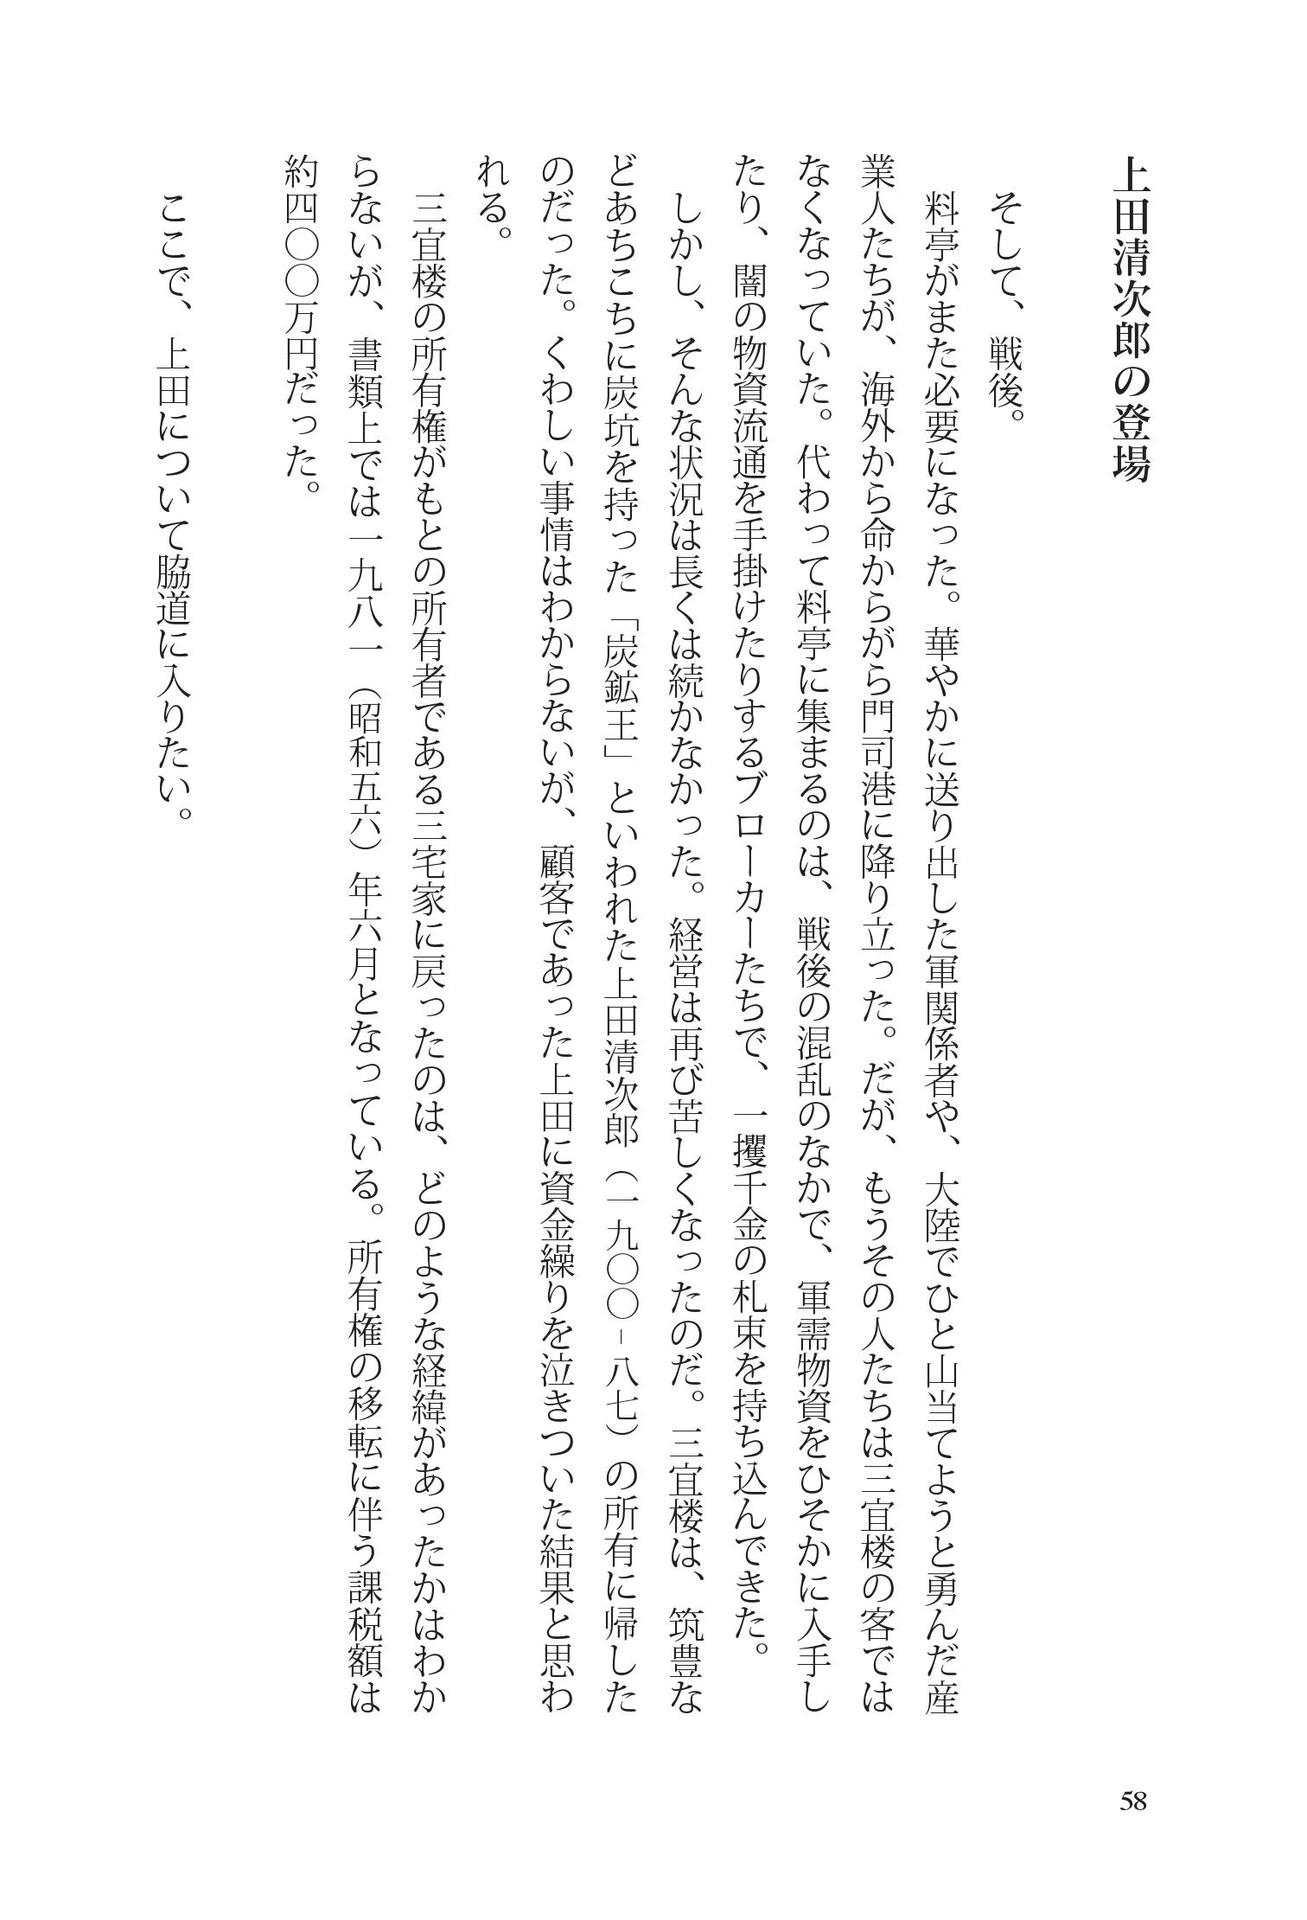 上田清次郎の登場
そして、戦後。
料亭がまた必要になった。華やかに送り出した軍関係者や、大陸でひと山当てようと勇んだ産
業人たちが、海外から命からがら門司港に降り立った。だが、もうその人たちは三宜楼の客では
なくなっていた。代わって料亭に集まるのは、戦後の混乱のなかで、軍需物資をひそかに入手し
たり、闇の物資流通を手掛けたりするブローカーたちで、一攫千金の札束を持ち込んできた。
しかし、そんな状況は長くは続かなかった。経営は再び苦しくなったのだ。三宜楼は、筑豊な
どあちこちに炭坑を持った「炭鉱王」といわれた上田清次郎（一九〇〇－八七）の所有に帰した
のだった。くわしい事情はわからないが、顧客であった上田に資金繰りを泣きついた結果と思わ
れる。
三宜楼の所有権がもとの所有者である三宅家に戻ったのは、どのような経緯があったかはわか
らないが、書類上では一九八一（昭和五六）年六月となっている。所有権の移転に伴う課税額は
約四〇〇万円だった。
ここで、上田について脇道に入りたい。
58